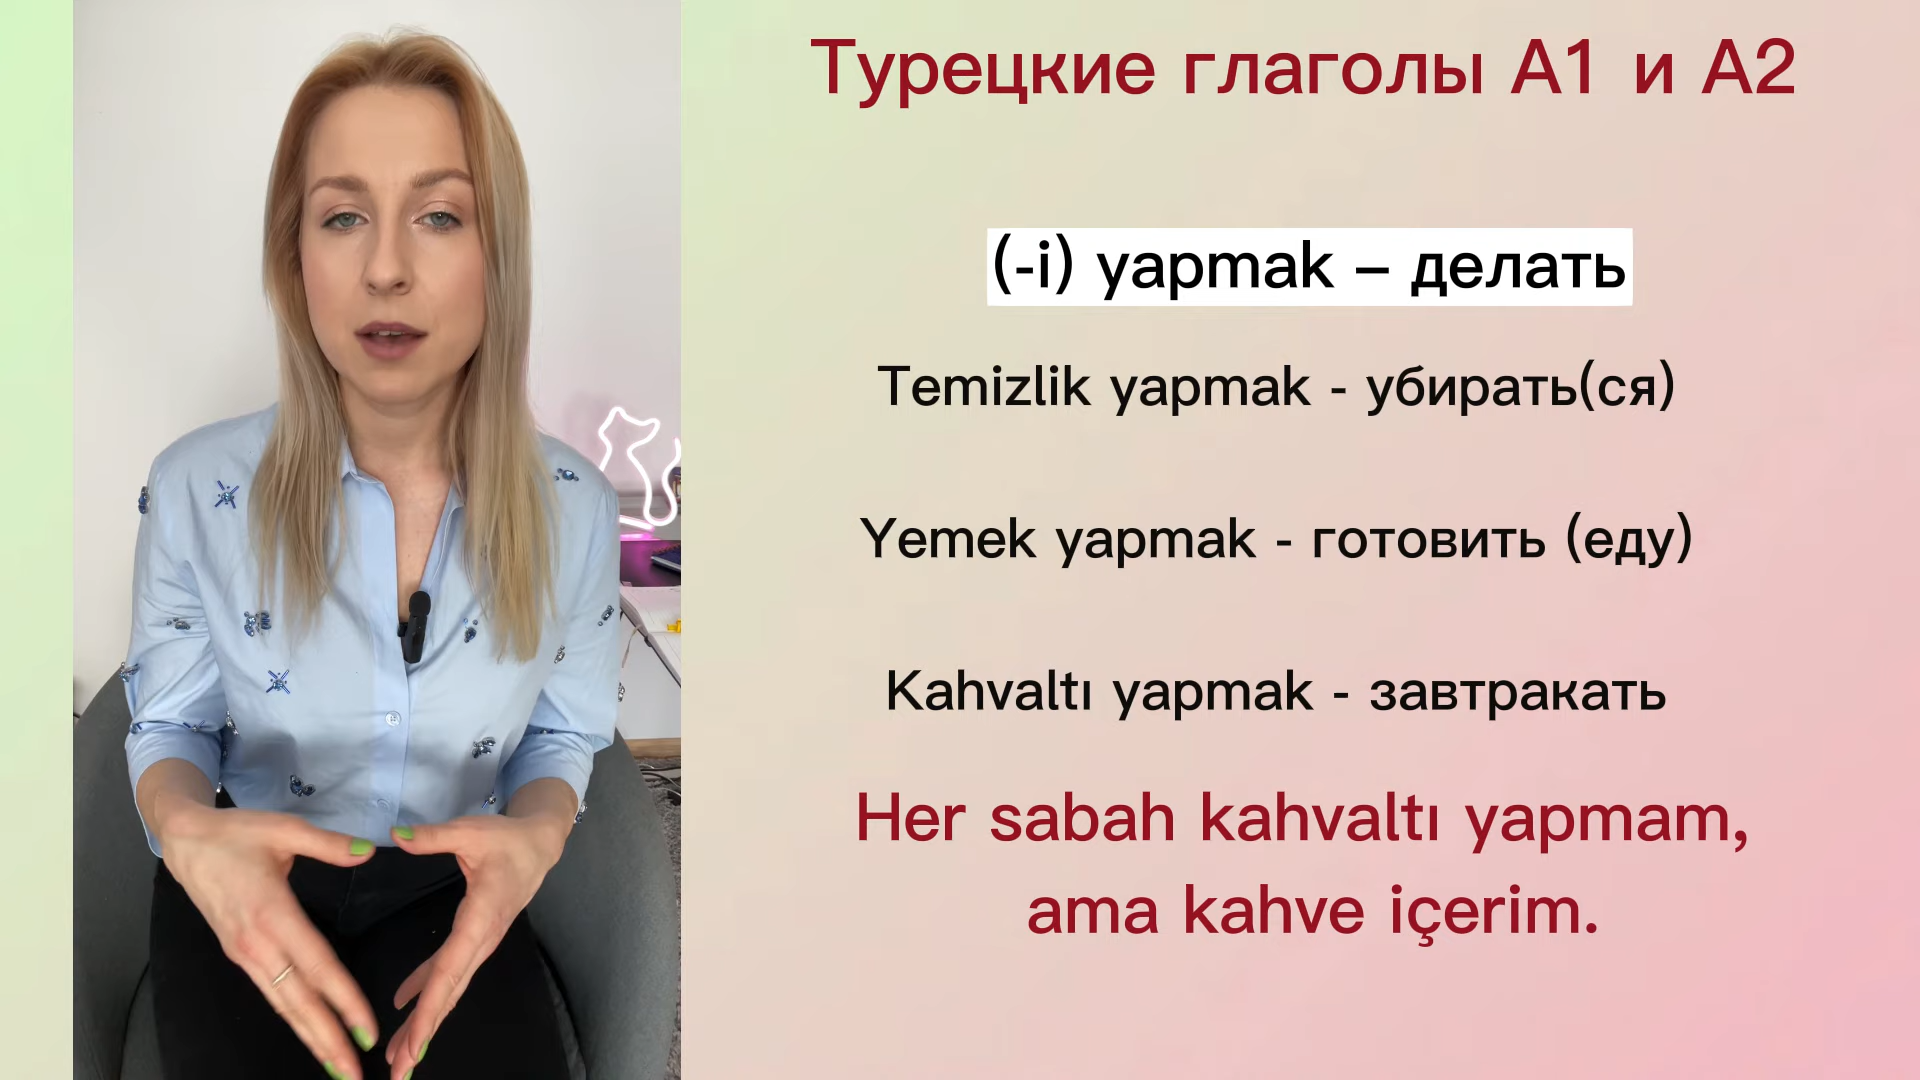 Турецкие глаголы А1 и А2
(-i) yapmak – делать
Temizlik yapmak - убирать(ся)
Yemek yapmak - готовить (еду)
Kahvaltı yapmak - завтракать
Her sabah kahvaltı yapmam,
ama kahve içerim.